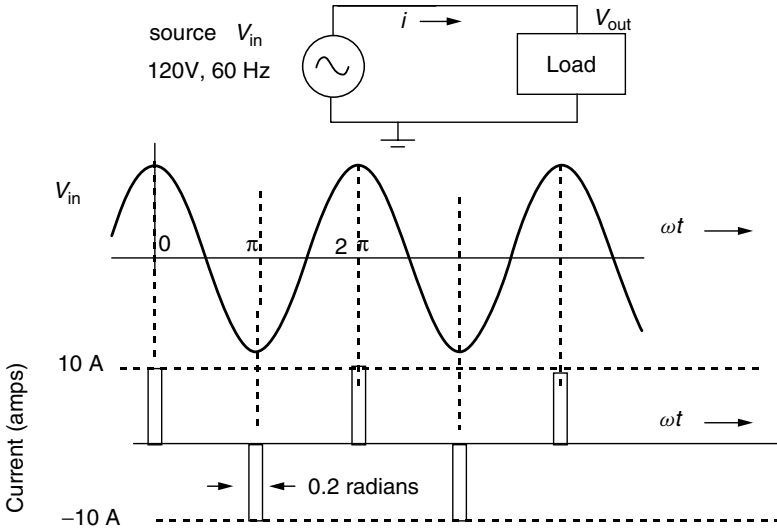 source V_in
120V, 60 Hz
i
V_out
Load
V_in
0
π
2 π
ωt
10 A
ωt
0.2 radians
−10 A
Current (amps)